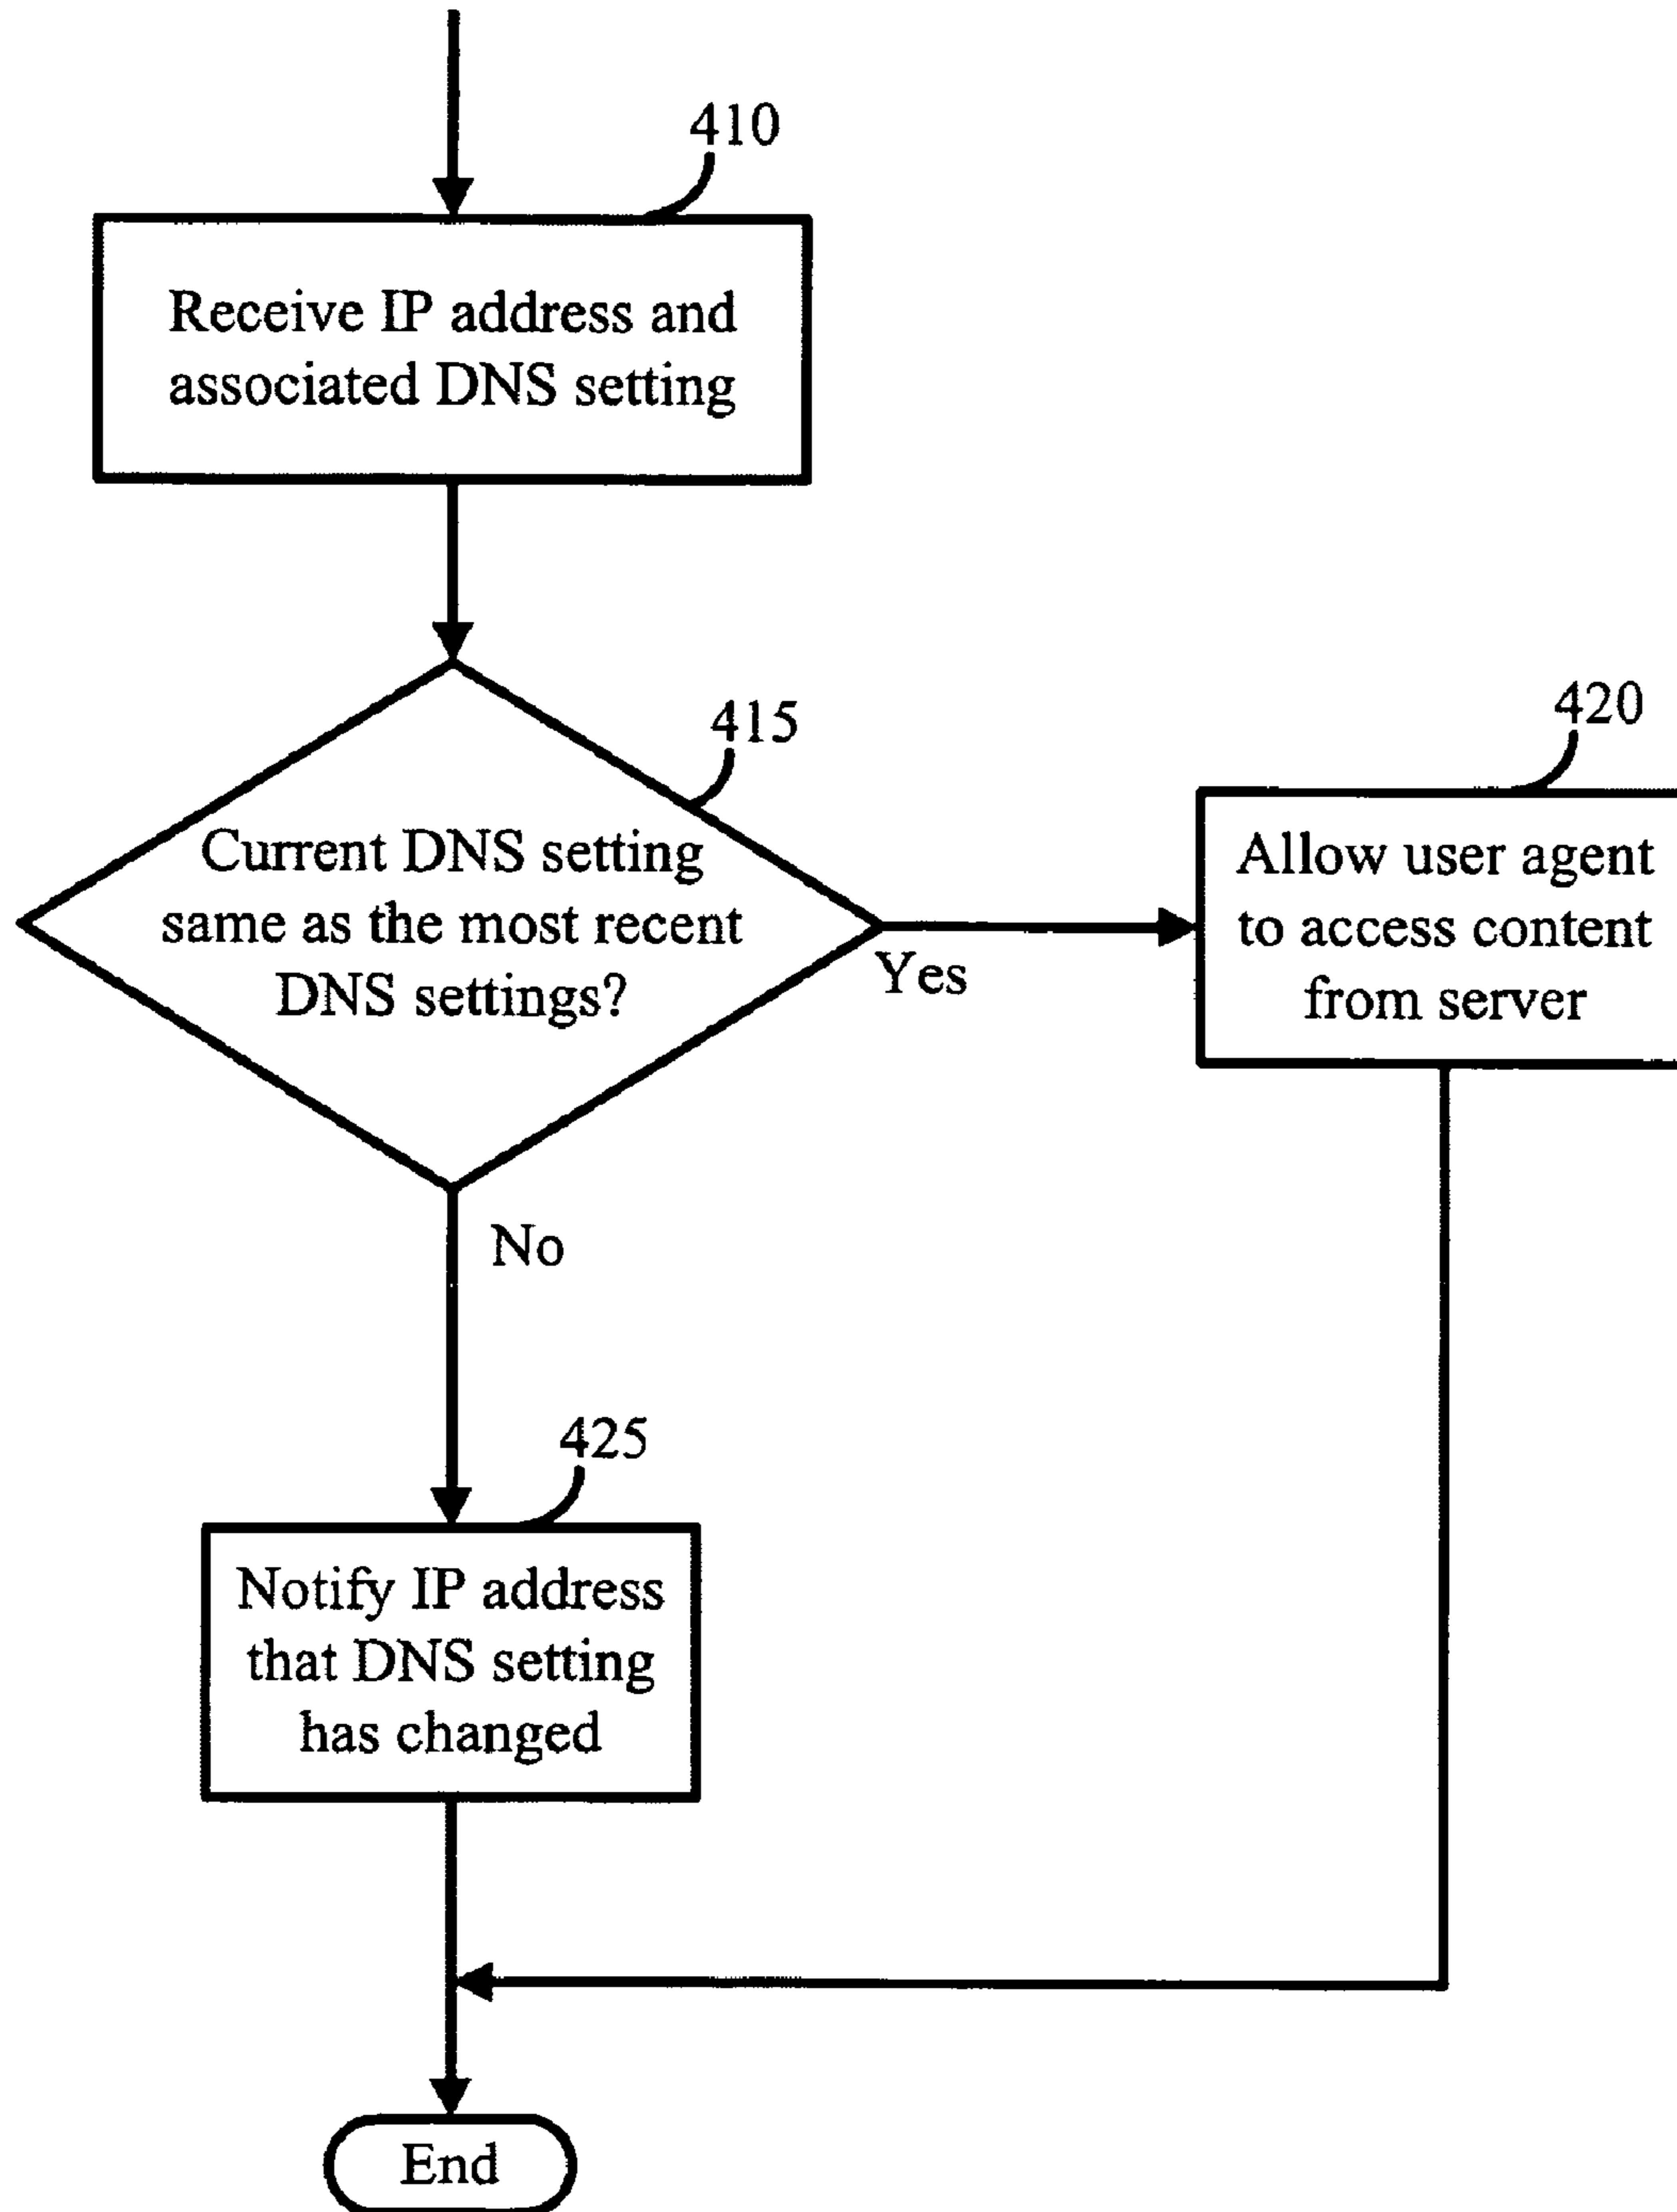 410
Receive IP address and
associated DNS setting
415
Current DNS setting
same as the most recent
DNS settings?
Yes
420
Allow user agent
to access content
from server
No
425
Notify IP address
that DNS setting
has changed
End